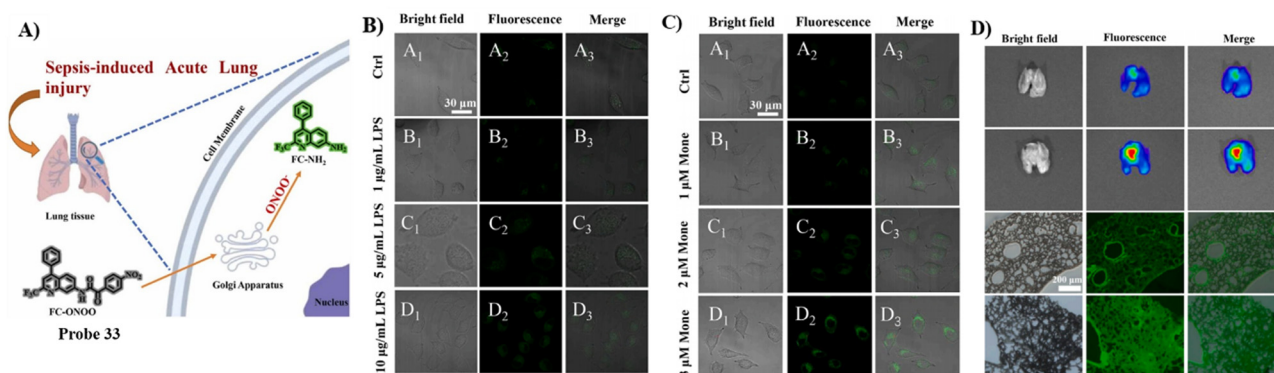 A)
Sepsis-induced Acute Lung
injury
Lung tissue
Cell Membrane
F₃C
N
NH₂
FC-NH₂
ONOO⁻
Golgi Apparatus
Nucleus
F₃C
N
NO₂
FC-ONOO
Probe 33
B)
Bright field Fluorescence Merge
Ctrl
A₁ A₂ A₃
30 µm
1 µg/mL LPS
B₁ B₂ B₃
5 µg/mL LPS
C₁ C₂ C₃
10 µg/mL LPS
D₁ D₂ D₃
C)
Bright field Fluorescence Merge
Ctrl
A₁ A₂ A₃
30 µm
1 µM Mone
B₁ B₂ B₃
2 µM Mone
C₁ C₂ C₃
µM Mone
D₁ D₂ D₃
D)
Bright field Fluorescence Merge
200 µm